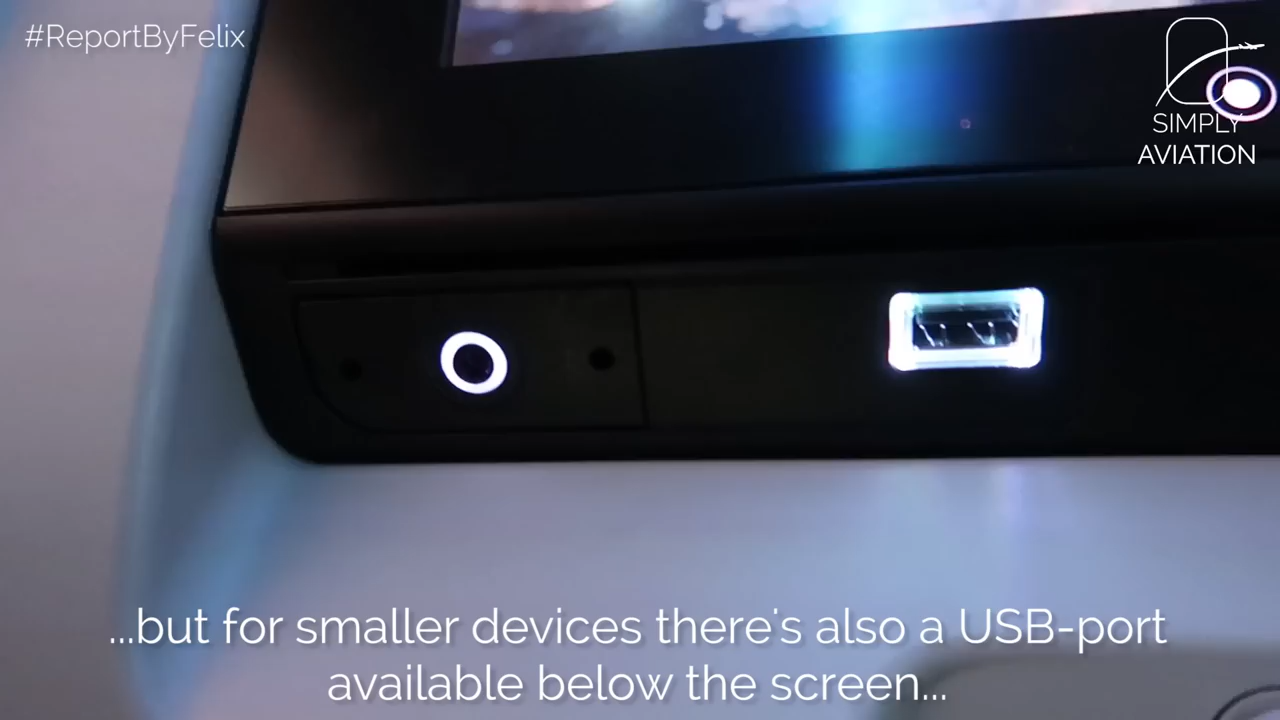 #ReportByFelix
SIMPLY
AVIATION
...but for smaller devices there's also a USB-port
available below the screen...